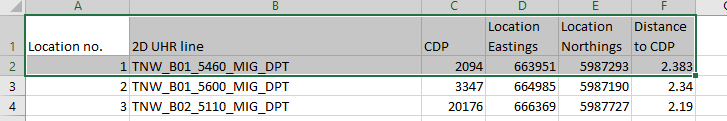 A B C D E F
1 Location no. 2D UHR line CDP Location Eastings Location Northings Distance to CDP
2 1 TNW_B01_5460_MIG_DPT 2094 663951 5987293 2.383
3 2 TNW_B01_5600_MIG_DPT 3347 664985 5987190 2.34
4 3 TNW_B02_5110_MIG_DPT 20176 666369 5987727 2.19